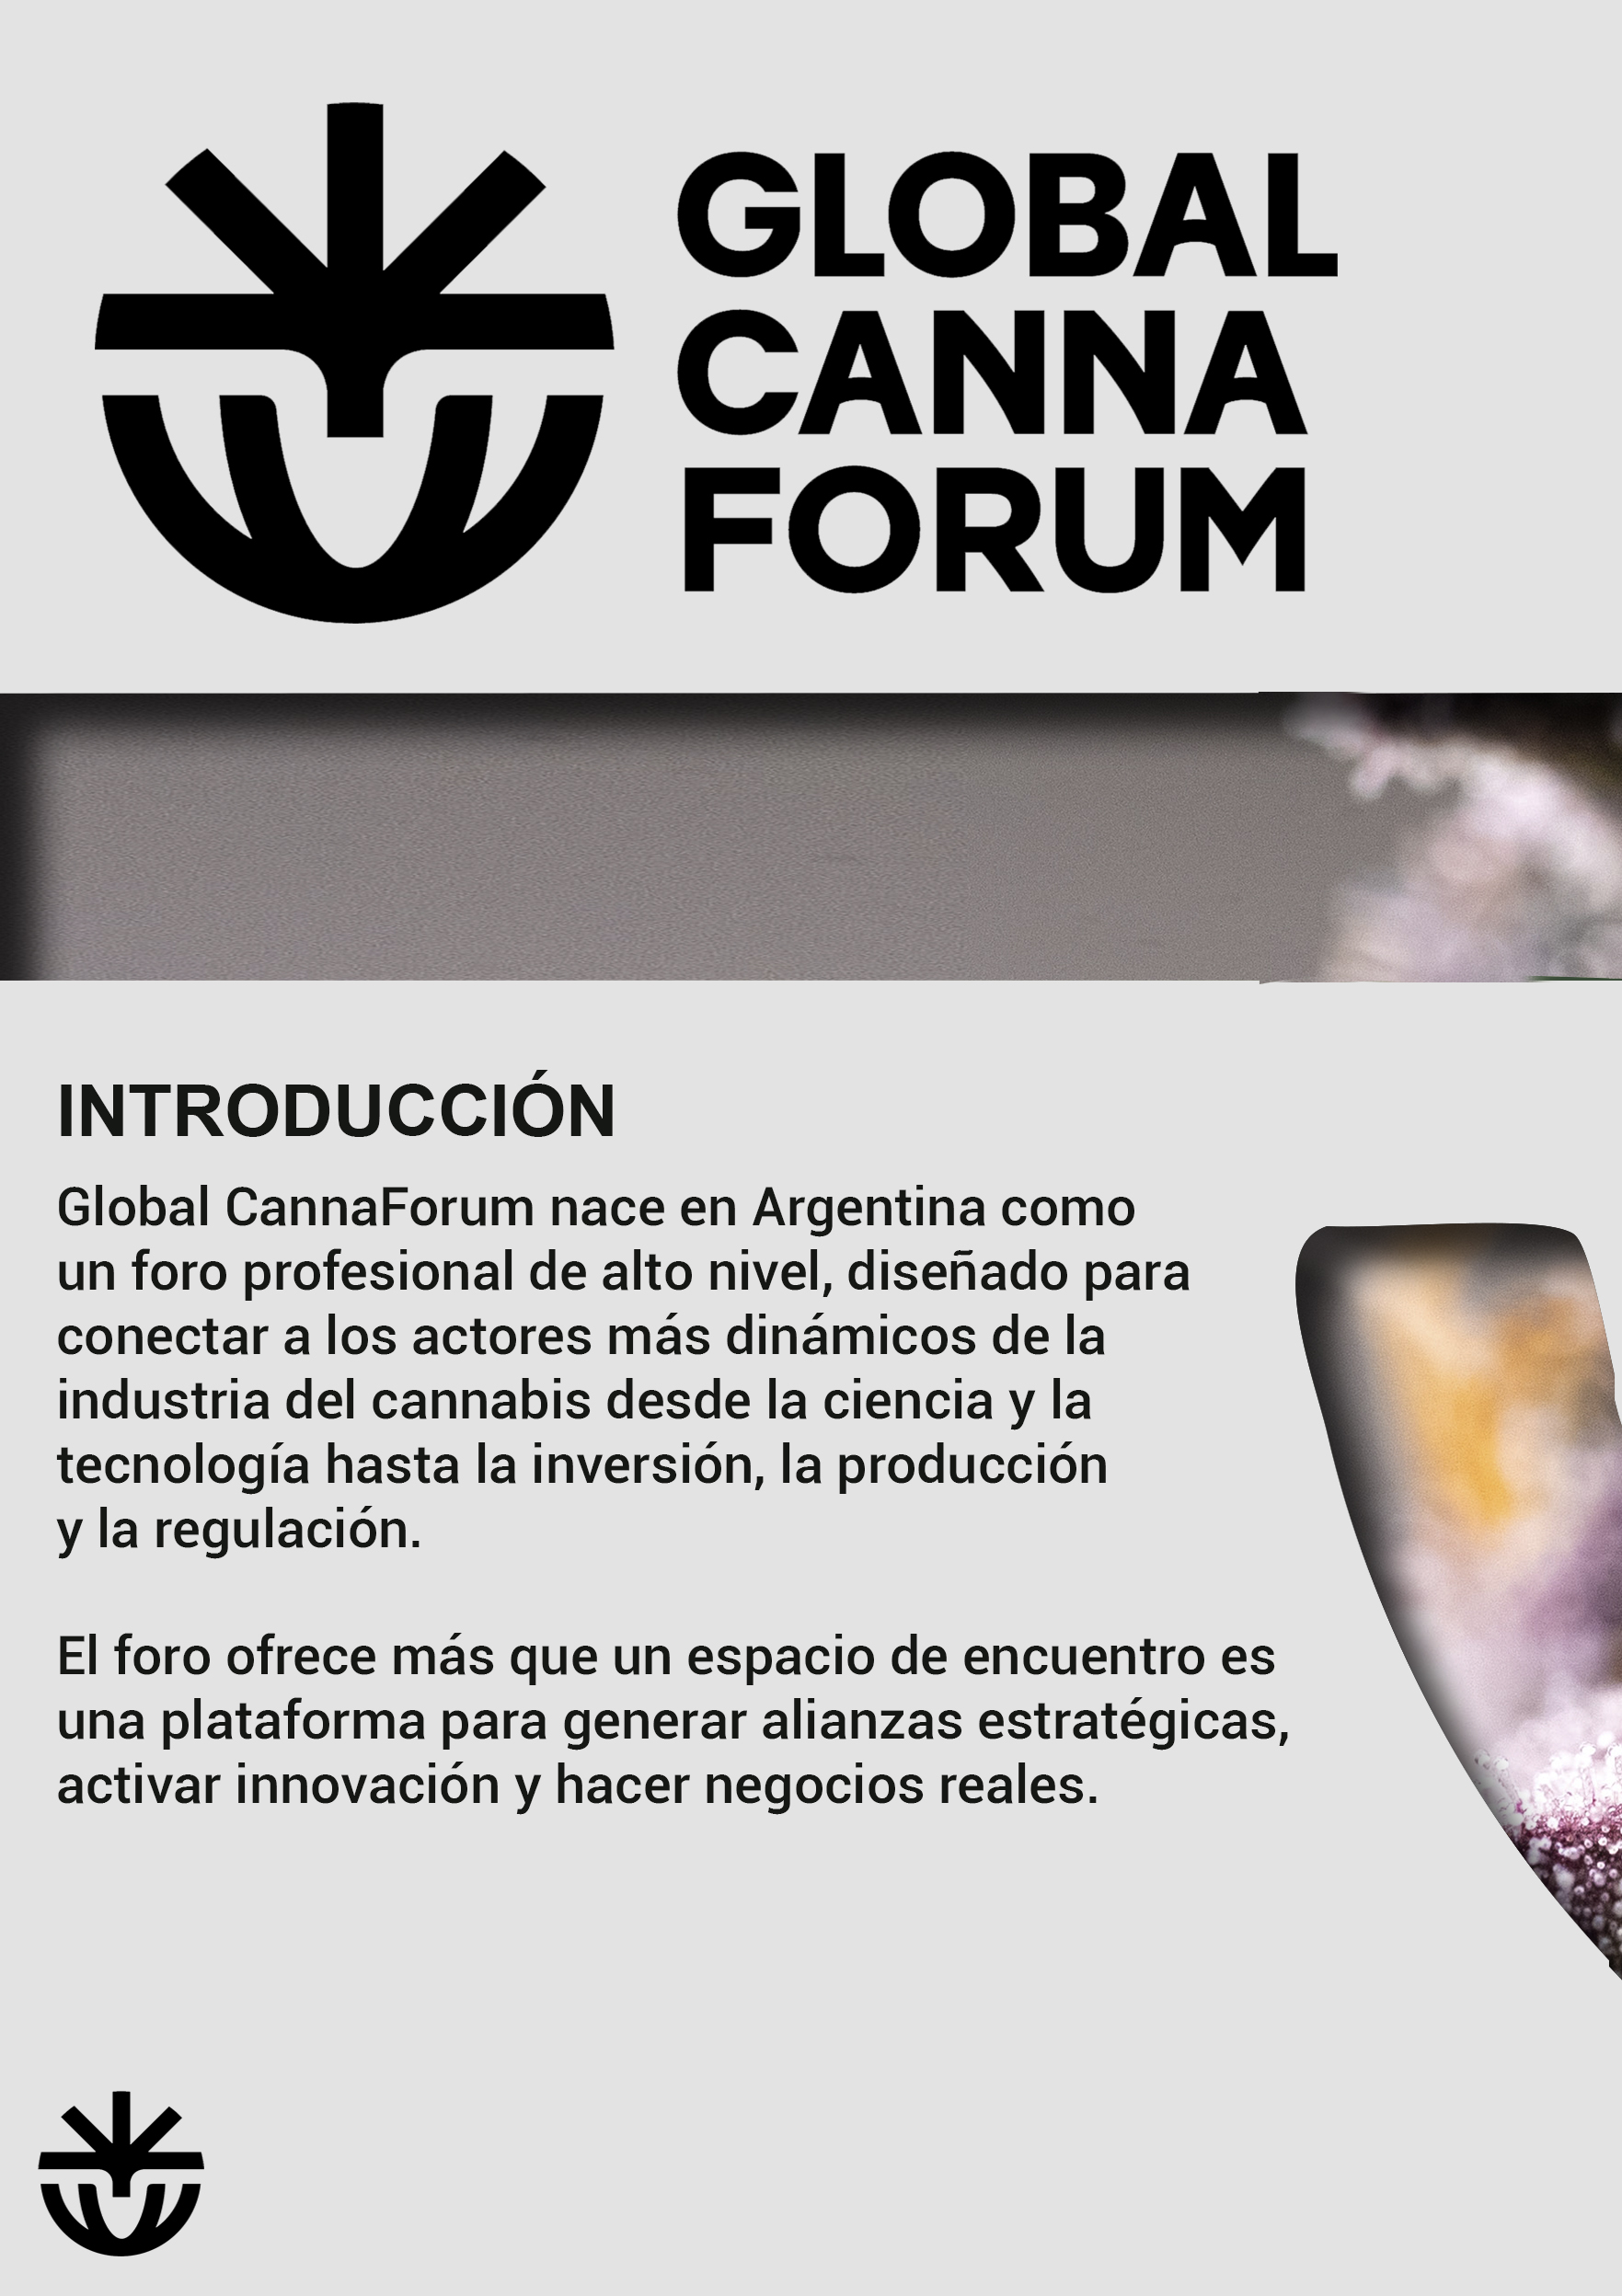 GLOBAL
CANNA
FORUM
INTRODUCCIÓN
Global CannaForum nace en Argentina como
un foro profesional de alto nivel, diseñado para
conectar a los actores más dinámicos de la
industria del cannabis desde la ciencia y la
tecnología hasta la inversión, la producción
y la regulación.
El foro ofrece más que un espacio de encuentro es
una plataforma para generar alianzas estratégicas,
activar innovación y hacer negocios reales.